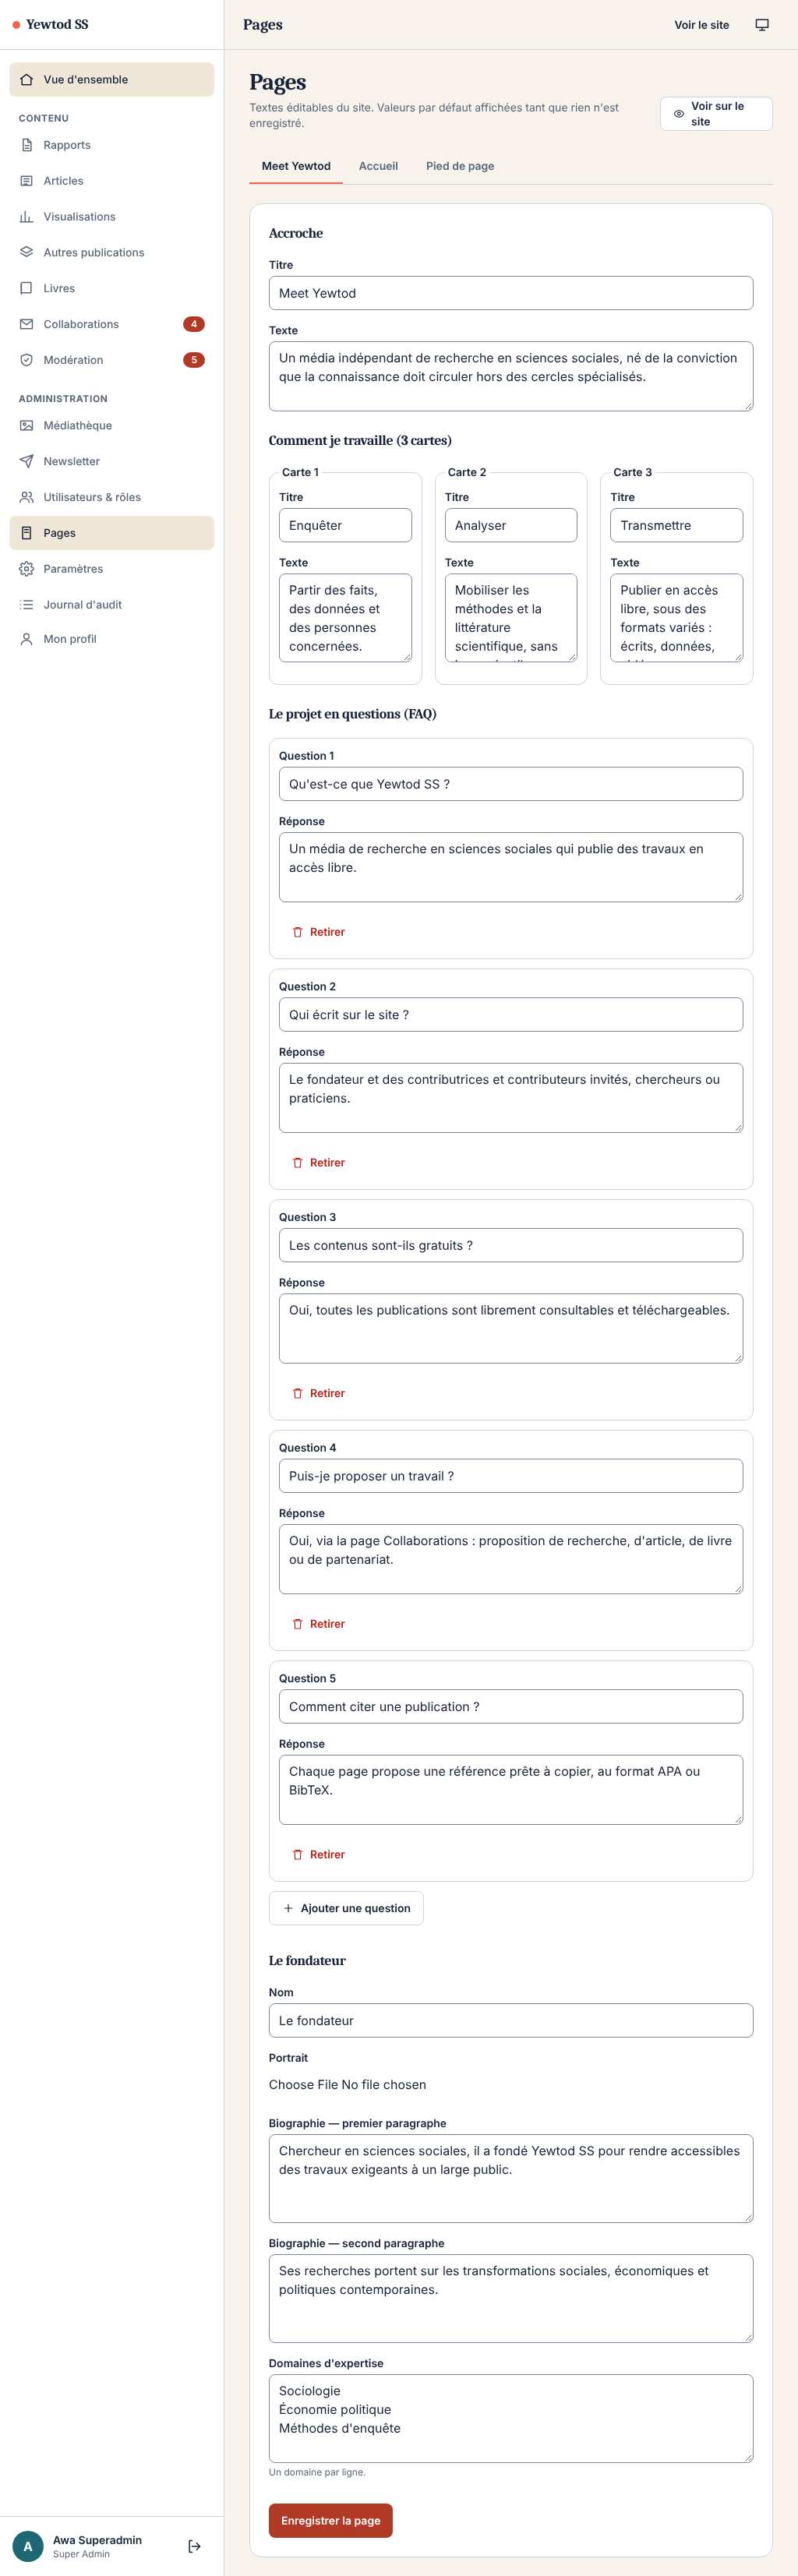 Yewtod SS
Vue d'ensemble
CONTENU
Rapports
Articles
Visualisations
Autres publications
Livres
Collaborations 4
Modération 5
ADMINISTRATION
Médiathèque
Newsletter
Utilisateurs & rôles
Pages
Paramètres
Journal d'audit
Mon profil
A
Awa Superadmin
Super Admin
Pages
Voir le site
Pages
Textes éditables du site. Valeurs par défaut affichées tant que rien n'est
enregistré.
Voir sur le
site
Meet Yewtod Accueil Pied de page
Accroche
Titre
Meet Yewtod
Texte
Un média indépendant de recherche en sciences sociales, né de la conviction
que la connaissance doit circuler hors des cercles spécialisés.
Comment je travaille (3 cartes)
Carte 1
Titre
Enquêter
Texte
Partir des faits,
des données et
des personnes
concernées.
Carte 2
Titre
Analyser
Texte
Mobiliser les
méthodes et la
littérature
scientifique, sans
Carte 3
Titre
Transmettre
Texte
Publier en accès
libre, sous des
formats variés :
écrits, données,
Le projet en questions (FAQ)
Question 1
Qu'est-ce que Yewtod SS ?
Réponse
Un média de recherche en sciences sociales qui publie des travaux en
accès libre.
Retirer
Question 2
Qui écrit sur le site ?
Réponse
Le fondateur et des contributrices et contributeurs invités, chercheurs ou
praticiens.
Retirer
Question 3
Les contenus sont-ils gratuits ?
Réponse
Oui, toutes les publications sont librement consultables et téléchargeables.
Retirer
Question 4
Puis-je proposer un travail ?
Réponse
Oui, via la page Collaborations : proposition de recherche, d'article, de livre
ou de partenariat.
Retirer
Question 5
Comment citer une publication ?
Réponse
Chaque page propose une référence prête à copier, au format APA ou
BibTeX.
Retirer
Ajouter une question
Le fondateur
Nom
Le fondateur
Portrait
Choose File No file chosen
Biographie — premier paragraphe
Chercheur en sciences sociales, il a fondé Yewtod SS pour rendre accessibles
des travaux exigeants à un large public.
Biographie — second paragraphe
Ses recherches portent sur les transformations sociales, économiques et
politiques contemporaines.
Domaines d'expertise
Sociologie
Économie politique
Méthodes d'enquête
Un domaine par ligne.
Enregistrer la page